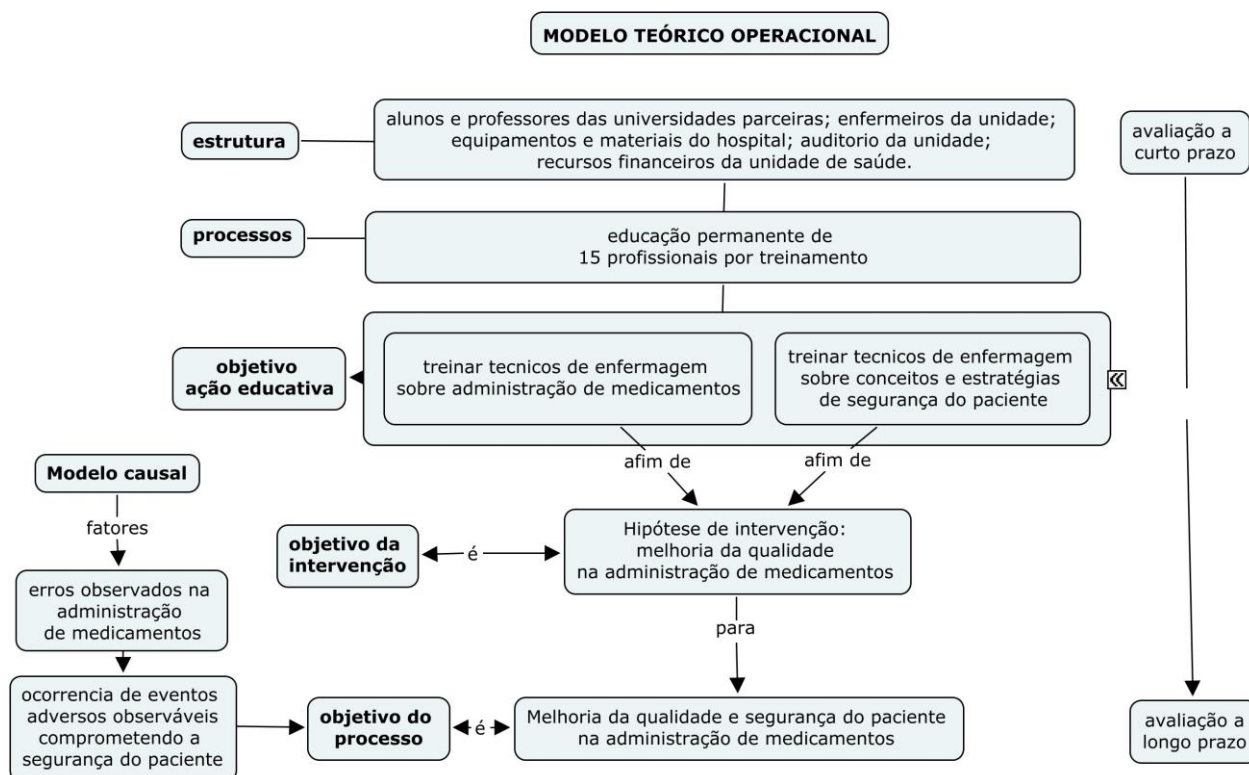 MODELO TEÓRICO OPERACIONAL
estrutura
alunos e professores das universidades parceiras; enfermeiros da unidade;
equipamentos e materiais do hospital; auditorio da unidade;
recursos financeiros da unidade de saúde.
avaliação a
curto prazo
processos
educação permanente de
15 profissionais por treinamento
objetivo
ação educativa
treinar tecnicos de enfermagem
sobre administração de medicamentos
treinar tecnicos de enfermagem
sobre conceitos e estratégias
de segurança do paciente
afim de
afim de
Modelo causal
fatores
erros observados na
administração
de medicamentos
ocorrencia de eventos
adversos observáveis
comprometendo a
segurança do paciente
objetivo da
intervenção
é
Hipótese de intervenção:
melhoria da qualidade
na administração de medicamentos
para
objetivo do
processo
é
Melhoria da qualidade e segurança do paciente
na administração de medicamentos
avaliação a
longo prazo